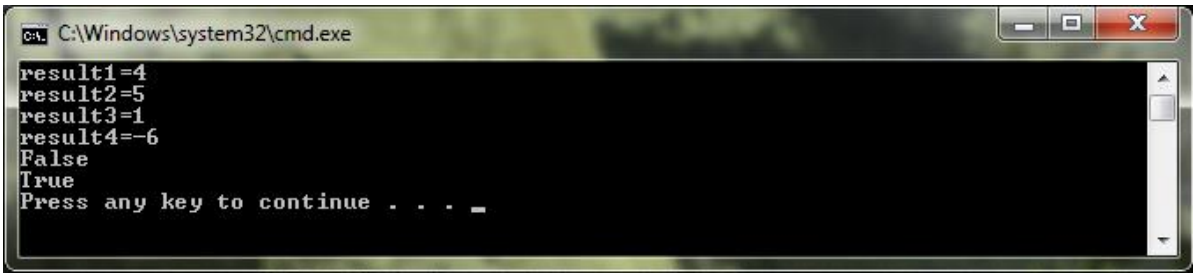 C:\Windows\system32\cmd.exe
result1=4
result2=5
result3=1
result4=-6
False
True
Press any key to continue . . . _